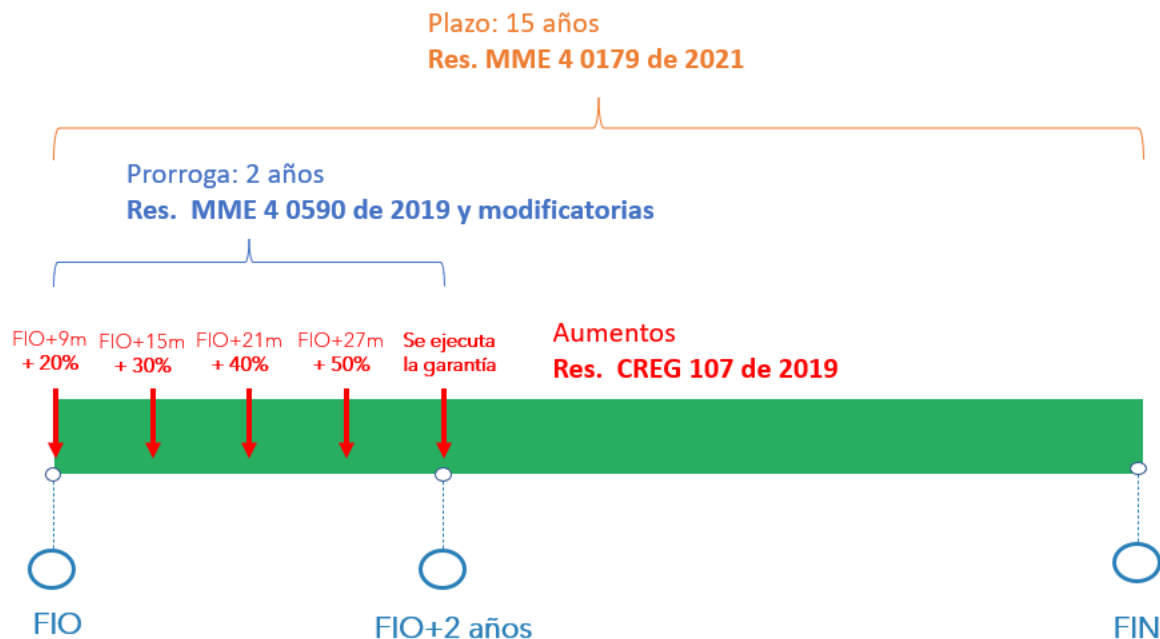 Plazo: 15 años
Res. MME 4 0179 de 2021
Prorroga: 2 años
Res. MME 4 0590 de 2019 y modificatorias
FIO+9m
+ 20%
FIO+15m
+ 30%
FIO+21m
+ 40%
FIO+27m
+ 50%
Se ejecuta
la garantía
Aumentos
Res. CREG 107 de 2019
FIO
FIO+2 años
FIN